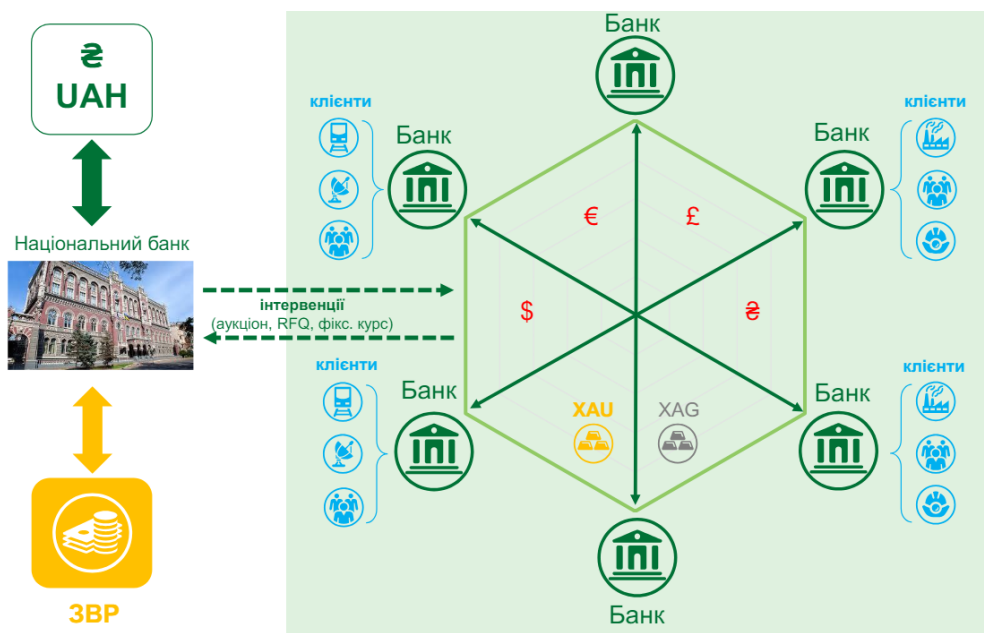 ₴
UAH
Національний банк
інтервенції
(аукціон, RFQ, фікс. курс)
ЗВР
Банк
клієнти
Банк
Банк
клієнти
€
£
$
₴
клієнти
Банк
XAU
XAG
Банк
клієнти
Банк